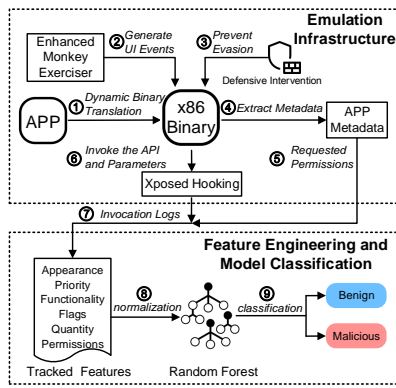 Emulation
Infrastructure
Enhanced
Monkey
Exerciser
② Generate
UI Events
③ Prevent
Evasion
Defensive Intervention
APP
① Dynamic Binary
Translation
x86
Binary
④ Extract Metadata
APP
Metadata
⑥ Invoke the API
and Parameters
⑤ Requested
Permissions
Xposed Hooking
⑦ Invocation Logs
Feature Engineering and
Model Classification
Appearance
Priority
Functionality
Flags
Quantity
Permissions
⑧
normalization
⑨
classification
Benign
Malicious
Tracked Features
Random Forest